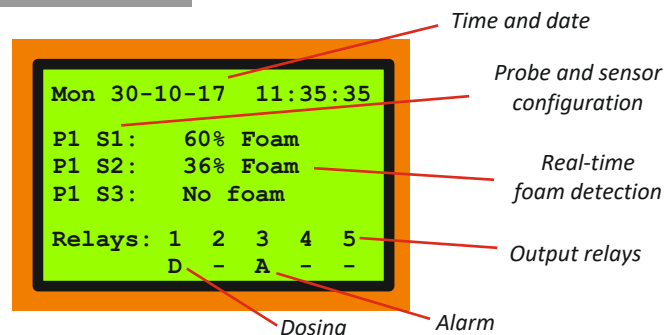 Time and date
Mon 30-10-17 11:35:35
Probe and sensor
configuration
P1 S1: 60% Foam
P1 S2: 36% Foam
P1 S3: No foam
Real-time
foam detection
Relays: 1 2 3 4 5
D - A - -
Output relays
Dosing
Alarm